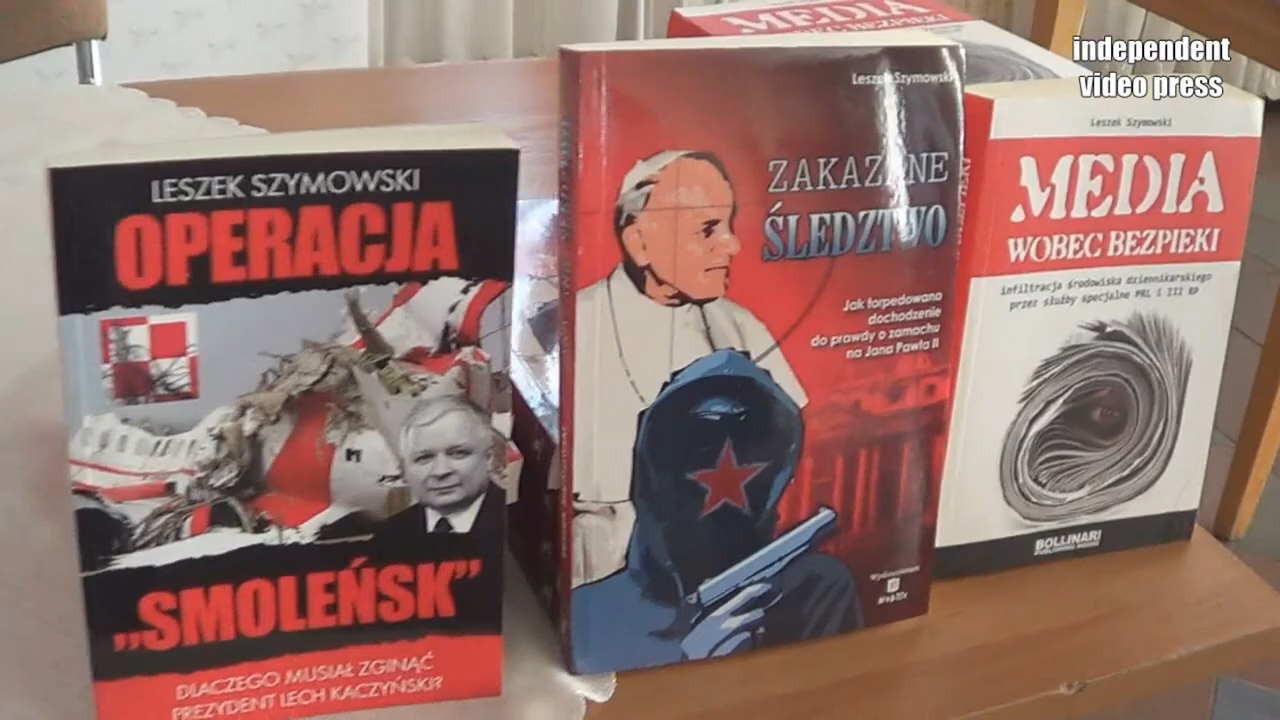 independent
video press
LESZEK SZYMOWSKI
OPERACJA
„SMOLEŃSK”
DLACZEGO MUSIAŁ ZGINĄĆ
PREZYDENT LECH KACZYŃSKI?
Leszek Szymowski
ZAKAZANE
ŚLEDZTWO
Jak torpedowano
dochodzenie
do prawdy o zamachu
na Jana Pawła II
Wydawnictwo
MEDIA
Leszek Szymowski
MEDIA
WOBEC BEZPIEKI
infiltracja środowiska dziennikarskiego
przez służby specjalne PRL i III RP
BOLLINARI